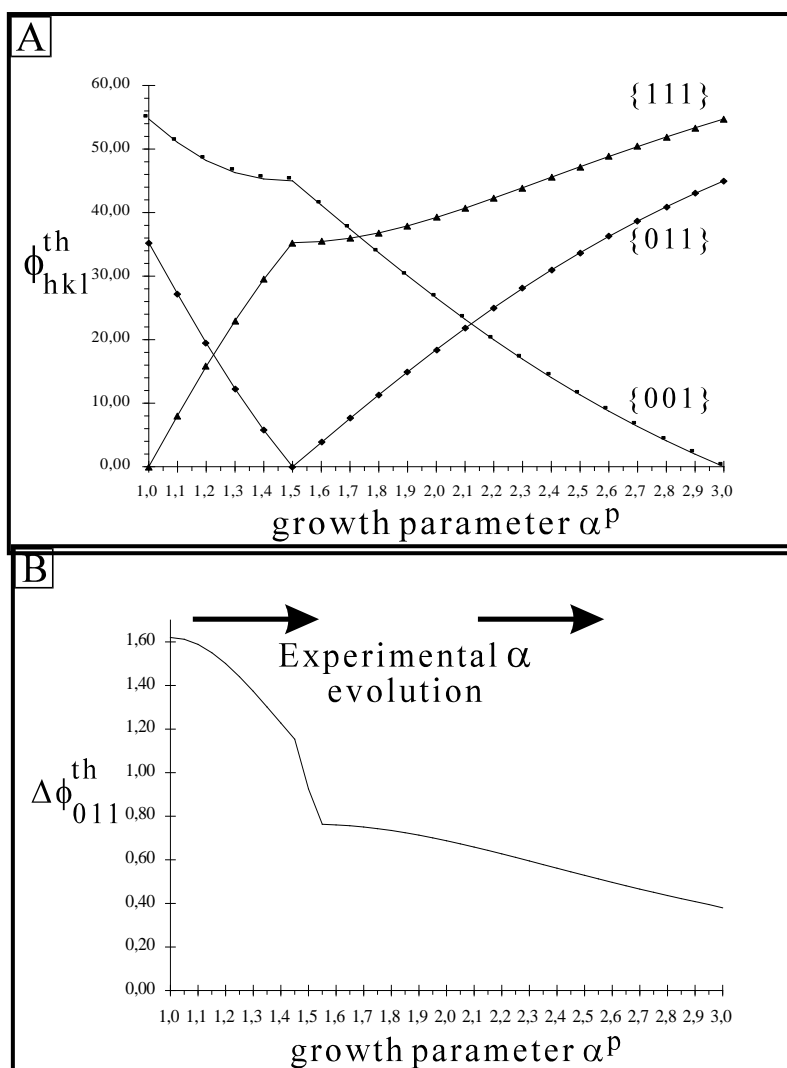 A
60,00
50,00
40,00
30,00
20,00
10,00
0,00
ϕ th hkl
{111}
{011}
{001}
1,0 1,1 1,2 1,3 1,4 1,5 1,6 1,7 1,8 1,9 2,0 2,1 2,2 2,3 2,4 2,5 2,6 2,7 2,8 2,9 3,0
growth parameter αp
B
Experimental α
evolution
1,60
1,40
1,20
1,00
0,80
0,60
0,40
0,20
0,00
Δϕ th 011
1,0 1,1 1,2 1,3 1,4 1,5 1,6 1,7 1,8 1,9 2,0 2,1 2,2 2,3 2,4 2,5 2,6 2,7 2,8 2,9 3,0
growth parameter αp